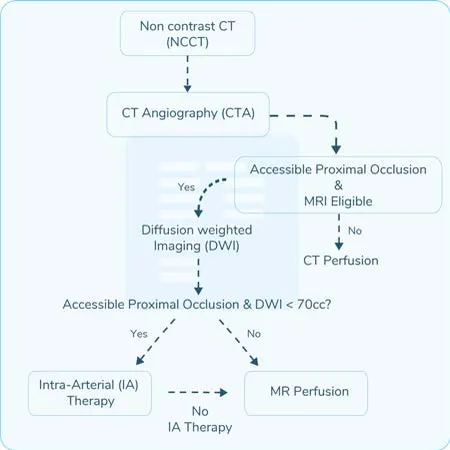 Non contrast CT
(NCCT)
CT Angiography (CTA)
Accessible Proximal Occlusion
&
MRI Eligible
Yes
No
Diffusion weighted
Imaging (DWI)
CT Perfusion
Accessible Proximal Occlusion & DWI < 70cc?
Yes
No
Intra-Arterial (IA)
Therapy
MR Perfusion
No
IA Therapy